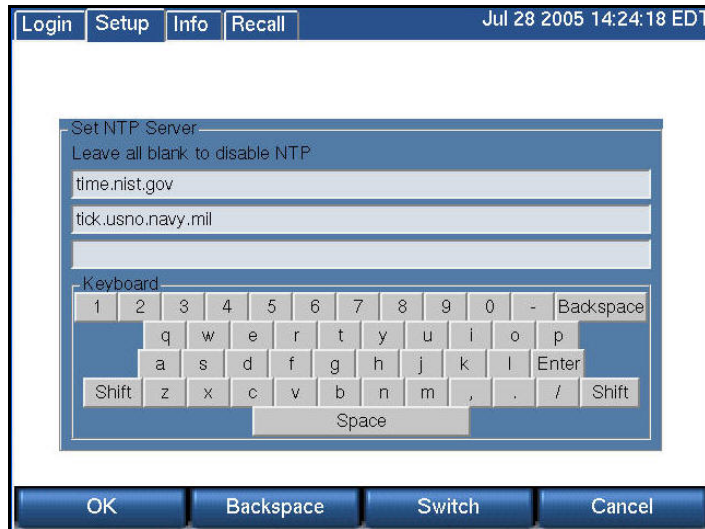 Login Setup Info Recall Jul 28 2005 14:24:18 EDT
Set NTP Server
Leave all blank to disable NTP
time.nist.gov
tick.usno.navy.mil
Keyboard
1 2 3 4 5 6 7 8 9 0 - Backspace
q w e r t y u i o p
a s d f g h j k l Enter
Shift z x c v b n m , . / Shift
Space
OK Backspace Switch Cancel